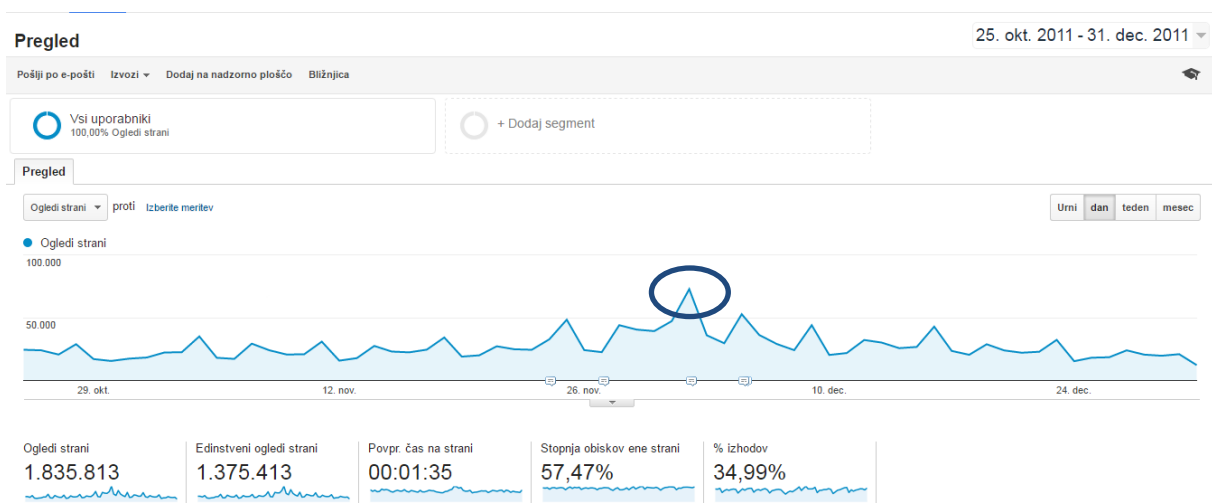 Pregled
25. okt. 2011 - 31. dec. 2011
Pošlji po e-pošti Izvozi Dodaj na nadzorno ploščo Bližnjica
Vsi uporabniki
100,00% Ogledi strani
+ Dodaj segment
Pregled
Ogledi strani proti Izberite meritev
Urni dan teden mesec
Ogledi strani
100.000
50.000
29. okt. 12. nov. 26. nov. 10. dec. 24. dec.
Ogledi strani Edinstveni ogledi strani Povpr. čas na strani Stopnja obiskov ene strani % izhodov
1.835.813 1.375.413 00:01:35 57,47% 34,99%